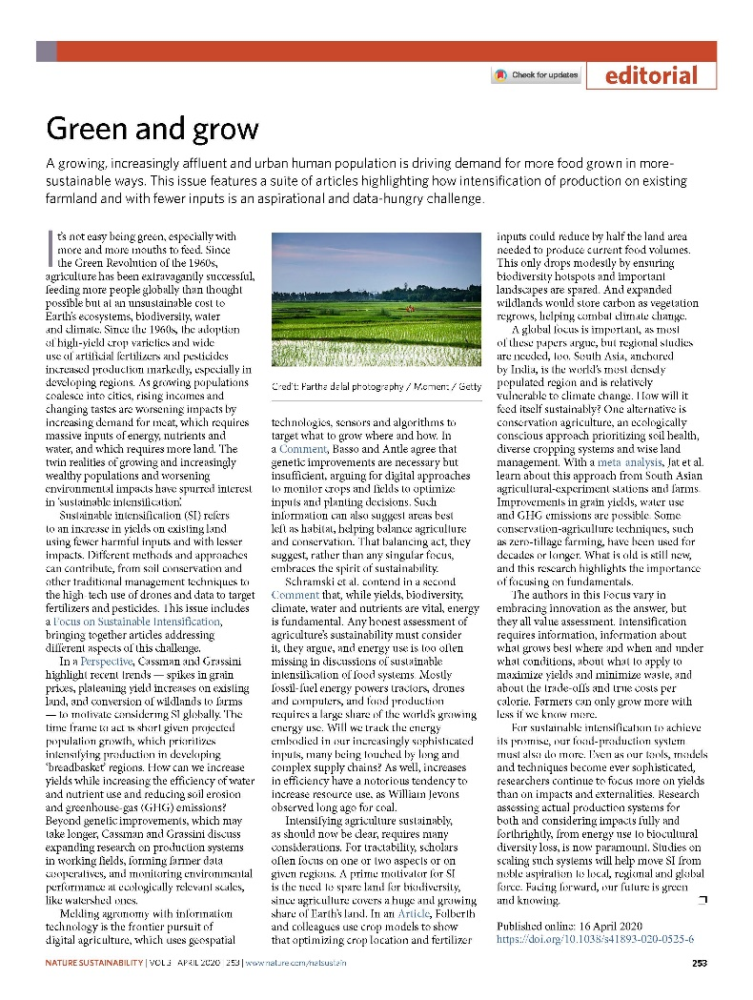 Check for updates
editorial
Green and grow
A growing, increasingly affluent and urban human population is driving demand for more food grown in more-
sustainable ways. This issue features a suite of articles highlighting how intensification of production on existing
farmland and with fewer inputs is an aspirational and data-hungry challenge.
It's not easy being green, especially with
more and more mouths to feed. Since
the Green Revolution of the 1960s,
agriculture has been extravagantly successful,
feeding more people globally than thought
possible but at an unsustainable cost to
Earth's ecosystems, biodiversity, water
and climate. Since the 1960s, the adoption
of high-yield crop varieties and wide
use of artificial fertilizers and pesticides
increased production markedly, especially in
developing regions. As growing populations
coalesce into cities, rising incomes and
changing tastes are worsening impacts by
increasing demand for meat, which requires
massive inputs of energy, nutrients and
water, and which requires more land. The
twin realities of growing and increasingly
wealthy populations and worsening
environmental impacts have spurred interest
in 'sustainable intensification'.
Sustainable intensification (SI) refers
to an increase in yields on existing land
using fewer harmful inputs and with lesser
impacts. Different methods and approaches
can contribute, from soil conservation and
other traditional management techniques to
the high-tech use of drones and data to target
fertilizers and pesticides. This issue includes
a Focus on Sustainable Intensification,
bringing together articles addressing
different aspects of this challenge.
In a Perspective, Cassman and Grassini
highlight recent trends — spikes in grain
prices, plateauing yield increases on existing
land, and conversion of wildlands to farms
— to motivate considering SI globally. The
time frame to act is short given projected
population growth, which prioritizes
intensifying production in developing
'breadbasket' regions. How can we increase
yields while increasing the efficiency of water
and nutrient use and reducing soil erosion
and greenhouse-gas (GHG) emissions?
Beyond genetic improvements, which may
take longer, Cassman and Grassini discuss
expanding research on production systems
in working fields, forming farmer data
cooperatives, and monitoring environmental
performance at ecologically relevant scales,
like watershed ones.
Melding agronomy with information
technology is the frontier pursuit of
digital agriculture, which uses geospatial
Credit: Partha dalal photography / Moment / Getty
technologies, sensors and algorithms to
target what to grow where and how. In
a Comment, Basso and Antle agree that
genetic improvements are necessary but
insufficient, arguing for digital approaches
to monitor crops and fields to optimize
inputs and planting decisions. Such
information can also suggest areas best
left as habitat, helping balance agriculture
and conservation. That balancing act, they
suggest, rather than any singular focus,
embraces the spirit of sustainability.
Schramski et al. contend in a second
Comment that, while yields, biodiversity,
climate, water and nutrients are vital, energy
is fundamental. Any honest assessment of
agriculture's sustainability must consider
it, they argue, and energy use is too often
missing in discussions of sustainable
intensification of food systems. Mostly
fossil-fuel energy powers tractors, drones
and computers, and food production
requires a large share of the world's growing
energy use. Will we track the energy
embodied in our increasingly sophisticated
inputs, many being touched by long and
complex supply chains? As well, increases
in efficiency have a notorious tendency to
increase resource use, as William Jevons
observed long ago for coal.
Intensifying agriculture sustainably,
as should now be clear, requires many
considerations. For tractability, scholars
often focus on one or two aspects or on
given regions. A prime motivator for SI
is the need to spare land for biodiversity,
since agriculture covers a huge and growing
share of Earth's land. In an Article, Folberth
and colleagues use crop models to show
that optimizing crop location and fertilizer
inputs could reduce by half the land area
needed to produce current food volumes.
This only drops modestly by ensuring
biodiversity hotspots and important
landscapes are spared. And expanded
wildlands would store carbon as vegetation
regrows, helping combat climate change.
A global focus is important, as most
of these papers argue, but regional studies
are needed, too. South Asia, anchored
by India, is the world's most densely
populated region and is relatively
vulnerable to climate change. How will it
feed itself sustainably? One alternative is
conservation agriculture, an ecologically
conscious approach prioritizing soil health,
diverse cropping systems and wise land
management. With a meta-analysis, Jat et al.
learn about this approach from South Asian
agricultural-experiment stations and farms.
Improvements in grain yields, water use
and GHG emissions are possible. Some
conservation-agriculture techniques, such
as zero-tillage farming, have been used for
decades or longer. What is old is still new,
and this research highlights the importance
of focusing on fundamentals.
The authors in this Focus vary in
embracing innovation as the answer, but
they all value assessment. Intensification
requires information, information about
what grows best where and when and under
what conditions, about what to apply to
maximize yields and minimize waste, and
about the trade-offs and true costs per
calorie. Farmers can only grow more with
less if we know more.
For sustainable intensification to achieve
its promise, our food-production system
must also do more. Even as our tools, models
and techniques become ever sophisticated,
researchers continue to focus more on yields
than on impacts and externalities. Research
assessing actual production systems for
both and considering impacts fully and
forthrightly, from energy use to biocultural
diversity loss, is now paramount. Studies on
scaling such systems will help move SI from
noble aspiration to local, regional and global
force. Facing forward, our future is green
and knowing.
Published online: 16 April 2020
https://doi.org/10.1038/s41893-020-0525-6
NATURE SUSTAINABILITY | VOL 3 | APRIL 2020 | 253 | www.nature.com/natsustain
253